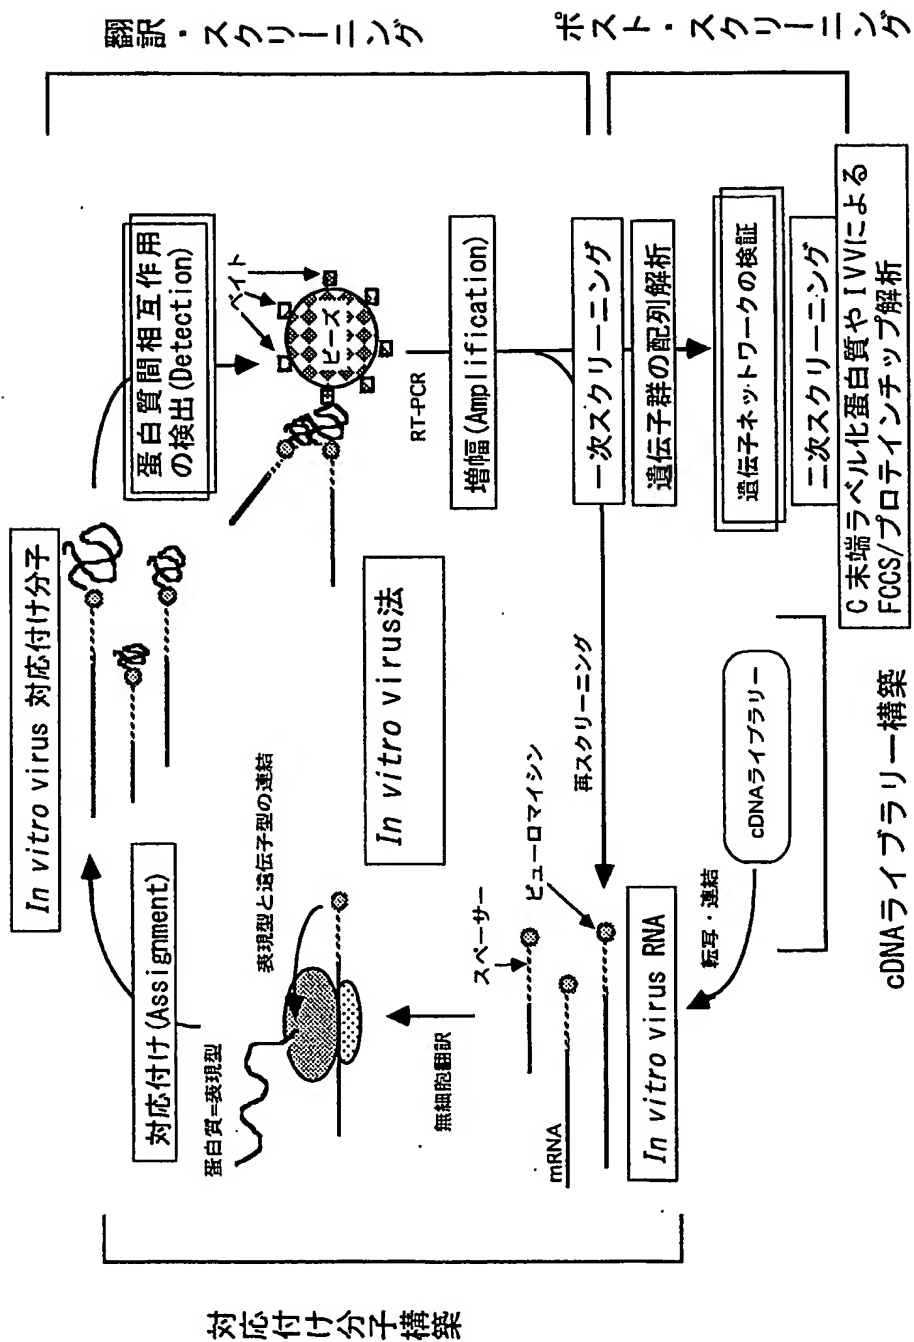 対応付け分子構築
翻訳・スクリーニング
ポスト・スクリーニング
In vitro virus 対応付け分子
対応付け(Assignment)
蛋白質=表現型
表現型と遺伝子型の連結
無細胞翻訳
スペーサー
ピューロマイシン
mRNA
In vitro virus RNA
転写・連結
cDNAライブラリー
cDNAライブラリー構築
In vitro virus法
再スクリーニング
蛋白質間相互作用
の検出(Detection)
ベイト
ビーズ
RT-PCR
増幅(Amplification)
一次スクリーニング
遺伝子群の配列解析
遺伝子ネットワークの検証
二次スクリーニング
C 末端ラベル化蛋白質や IVVによる
FCCS/プロテインチップ解析